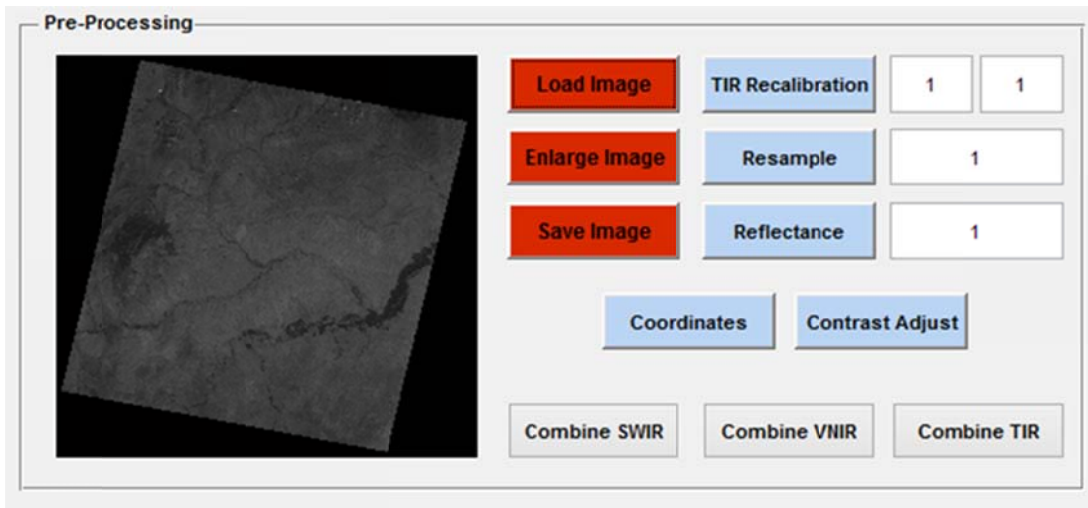 Pre-Processing
Load Image TIR Recalibration 1 1
Enlarge Image Resample 1
Save Image Reflectance 1
Coordinates Contrast Adjust
Combine SWIR Combine VNIR Combine TIR